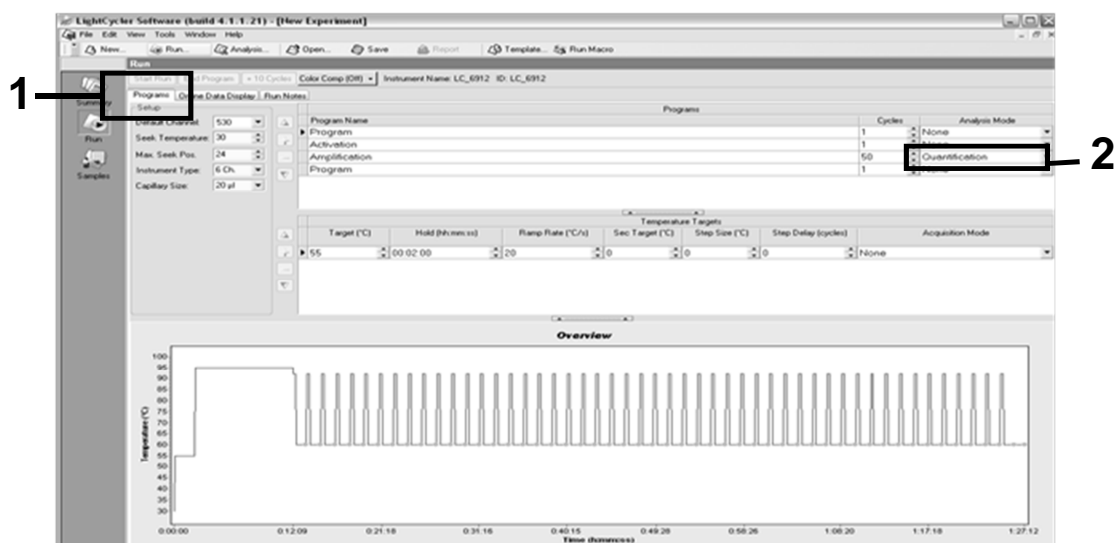 LightCycler Software (build 4.1.1.21) - [New Experiment]
File Edit View Tools Window Help
New... Run... Analysis... Open... Save Report Template... Run Macro
Run
Start Run End Program + 10 Cycles Color Comp (Off) Instrument Name: LC_6912 ID: LC_6912
1
Programs Online Data Display Run Notes
Summary
Run
Samples
Setup
Default Channel: 530
Seek Temperature: 30
Max. Seek Pos. 24
Instrument Type: 6 Ch.
Capillary Size: 20 µl
Programs
Program Name Cycles Analysis Mode
Program 1 None
Activation 1 None
Amplification 50 Quantification
Program 1 None
2
Temperature Targets
Target (°C) Hold (hh:mm:ss) Ramp Rate (°C/s) Sec Target (°C) Step Size (°C) Step Delay (cycles) Acquisition Mode
55 00:02:00 20 0 0 0 None
Overview
Temperature (°C)
100
95
90
85
80
75
70
65
60
55
50
45
40
35
30
0:00:00 0:12:09 0:21:18 0:31:16 0:40:15 0:49:28 0:58:26 1:08:20 1:17:18 1:27:12
Time (h:mm:ss)